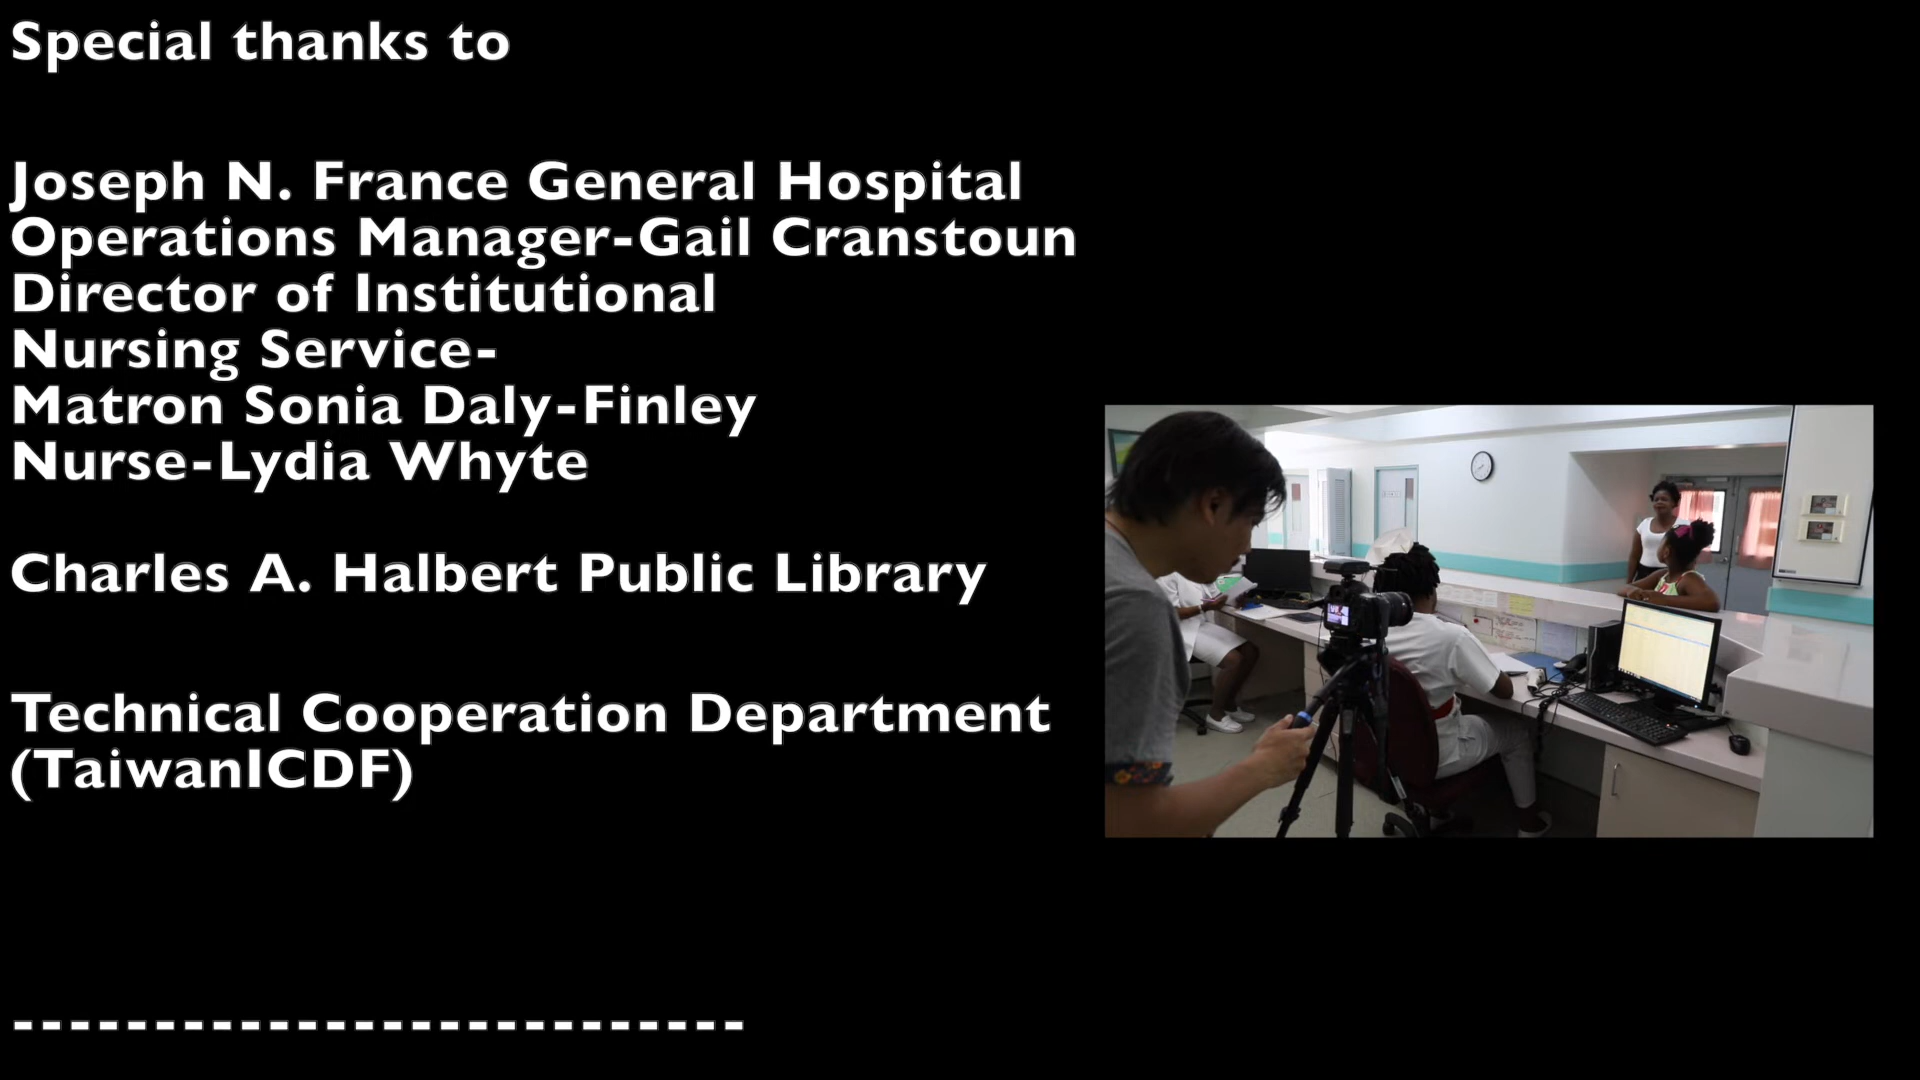 Special thanks to
Joseph N. France General Hospital
Operations Manager-Gail Cranstoun
Director of Institutional
Nursing Service-
Matron Sonia Daly-Finley
Nurse-Lydia Whyte
Charles A. Halbert Public Library
Technical Cooperation Department
(TaiwanICDF)
--------------------------